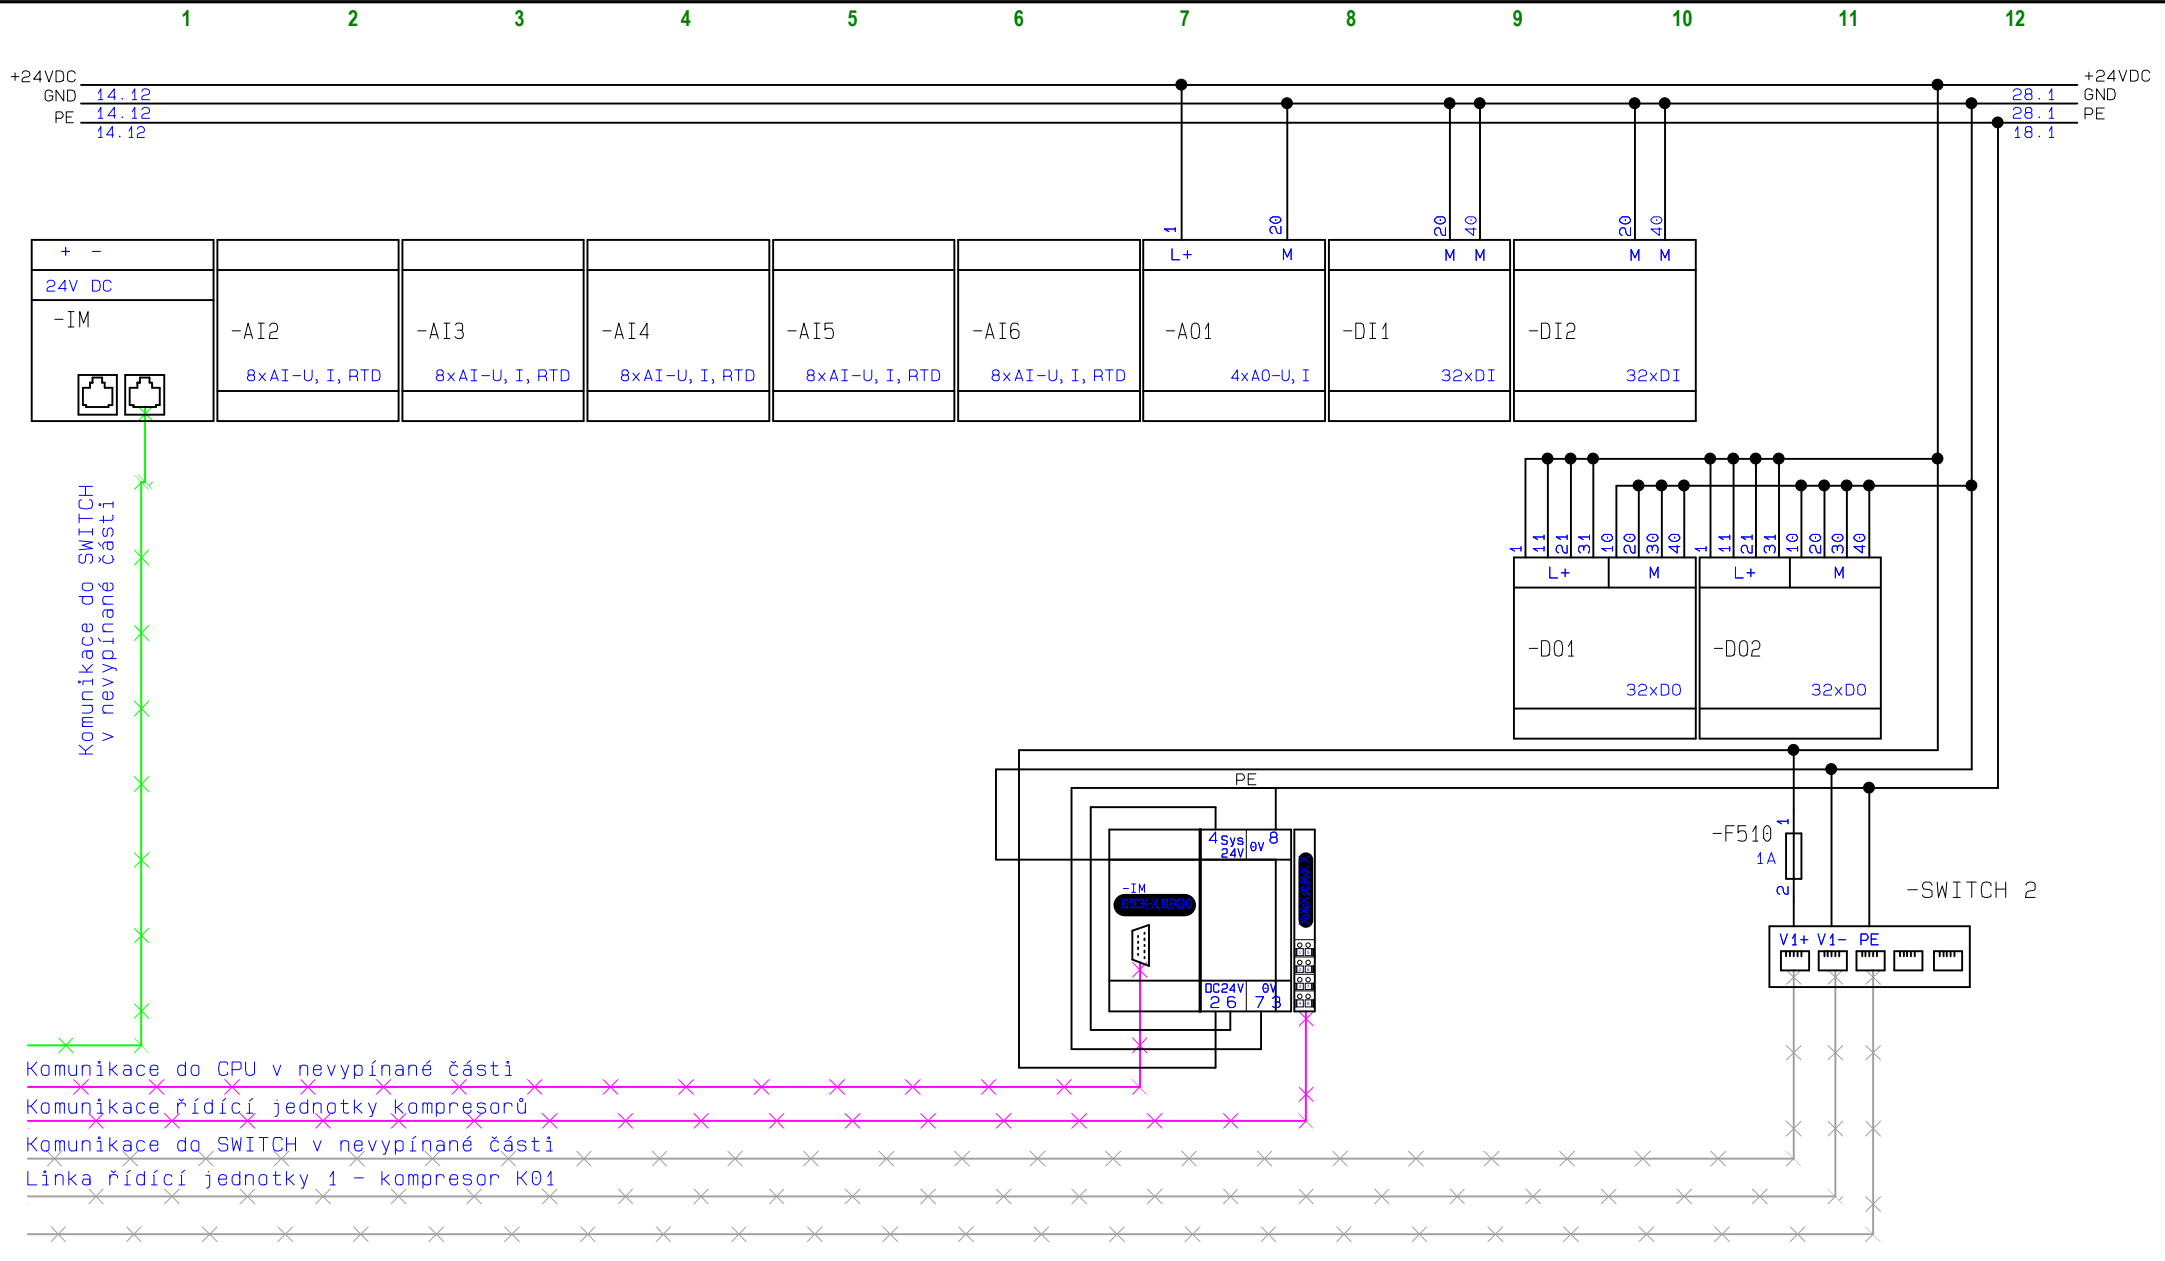 1 2 3 4 5 6 7 8 9 10 11 12
+24VDC +24VDC
GND 14.12 28.1 GND
PE 14.12 28.1 PE
14.12 18.1
1 20 20 40 20 40
+ - L+ M M M M M
24V DC
-IM
-AI2 -AI3 -AI4 -AI5 -AI6 -AO1 -DI1 -DI2
8xAI-U,I,RTD 8xAI-U,I,RTD 8xAI-U,I,RTD 8xAI-U,I,RTD 8xAI-U,I,RTD 4xAO-U,I 32xDI 32xDI
Komunikace do SWITCH
v nevypínané části
1 11 21 31 10 20 30 40 1 11 21 31 10 20 30 40
L+ M L+ M
-DO1 -DO2
32xDO 32xDO
PE
4 Sys 24V 0V 8
-F510
1
1A
2
-IM
-SWITCH 2
V1+ V1- PE
DC24V 0V
2 6 7 3
Komunikace do CPU v nevypínané části
Komunikace řídící jednotky kompresorů
Komunikace do SWITCH v nevypínané části
Linka řídící jednotky 1 - kompresor K01